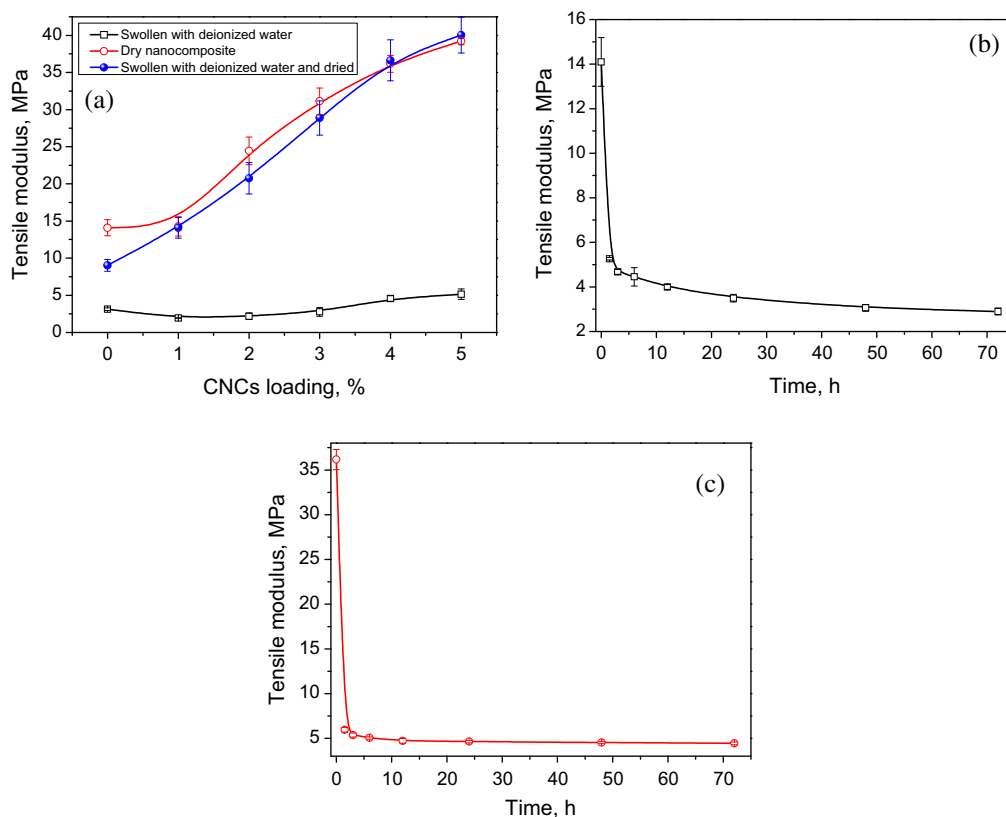 Swollen with deionized water
Dry nanocomposite
Swollen with deionized water and dried
(a)
Tensile modulus, MPa
40
35
30
25
20
15
10
5
0
0 1 2 3 4 5
CNCs loading, %
(b)
Tensile modulus, MPa
16
14
12
10
8
6
4
2
0 10 20 30 40 50 60 70
Time, h
(c)
Tensile modulus, MPa
35
30
25
20
15
10
5
0 10 20 30 40 50 60 70
Time, h